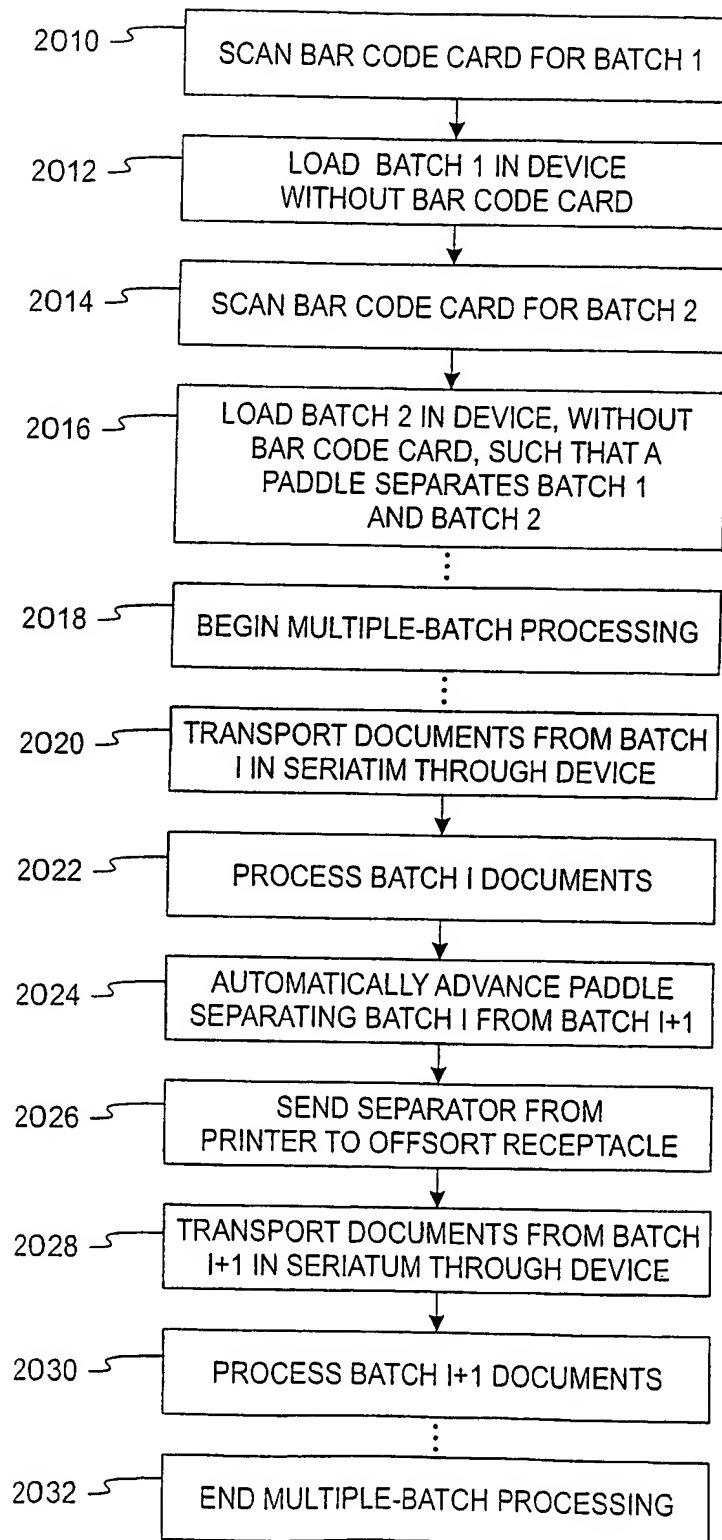 2010
SCAN BAR CODE CARD FOR BATCH 1
2012
LOAD BATCH 1 IN DEVICE
WITHOUT BAR CODE CARD
2014
SCAN BAR CODE CARD FOR BATCH 2
2016
LOAD BATCH 2 IN DEVICE, WITHOUT
BAR CODE CARD, SUCH THAT A
PADDLE SEPARATES BATCH 1
AND BATCH 2
2018
BEGIN MULTIPLE-BATCH PROCESSING
2020
TRANSPORT DOCUMENTS FROM BATCH
I IN SERIATIM THROUGH DEVICE
2022
PROCESS BATCH I DOCUMENTS
2024
AUTOMATICALLY ADVANCE PADDLE
SEPARATING BATCH I FROM BATCH I+1
2026
SEND SEPARATOR FROM
PRINTER TO OFFSORT RECEPTACLE
2028
TRANSPORT DOCUMENTS FROM BATCH
I+1 IN SERIATUM THROUGH DEVICE
2030
PROCESS BATCH I+1 DOCUMENTS
2032
END MULTIPLE-BATCH PROCESSING